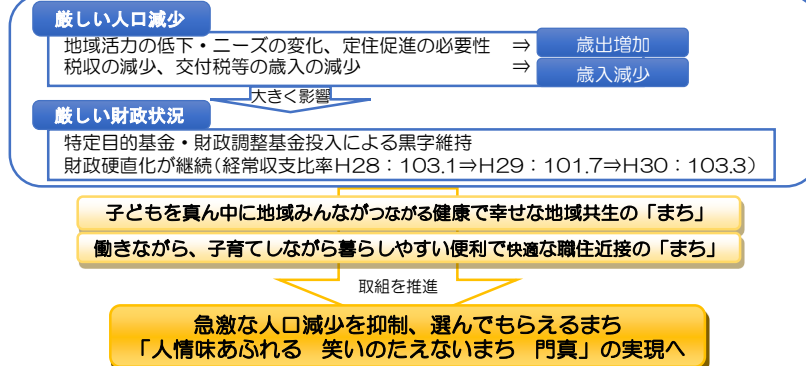 厳しい人口減少
地域活力の低下・ニーズの変化、定住促進の必要性 ⇒ 歳出増加
税収の減少、交付税等の歳入の減少 ⇒ 歳入減少
大きく影響
厳しい財政状況
特定目的基金・財政調整基金投入による黒字維持
財政硬直化が継続(経常収支比率H28:103.1⇒H29:101.7⇒H30:103.3)
子どもを真ん中に地域みんながつながる健康で幸せな地域共生の「まち」
働きながら、子育てしながら暮らしやすい便利で快適な職住近接の「まち」
取組を推進
急激な人口減少を抑制、選んでもらえるまち
「人情味あふれる 笑いのたえないまち 門真」の実現へ